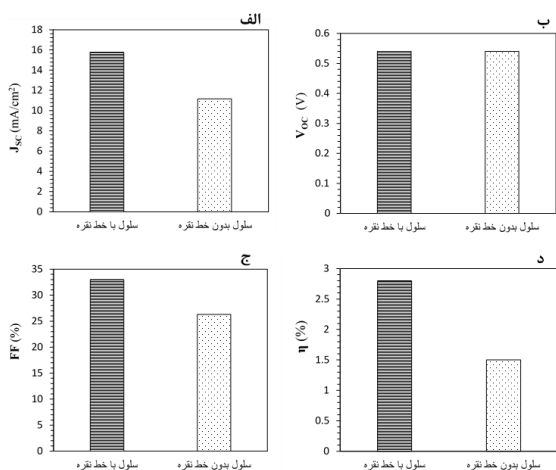 الف
18
16
14
12
10
8
6
4
2
0
J_SC (mA/cm²)
سلول با خط نقره
سلول بدون خط نقره
ب
0.6
0.5
0.4
0.3
0.2
0.1
0
V_OC (V)
سلول با خط نقره
سلول بدون خط نقره
ج
35
30
25
20
15
10
5
0
FF (%)
سلول با خط نقره
سلول بدون خط نقره
د
3
2.5
2
1.5
1
0.5
0
η (%)
سلول با خط نقره
سلول بدون خط نقره